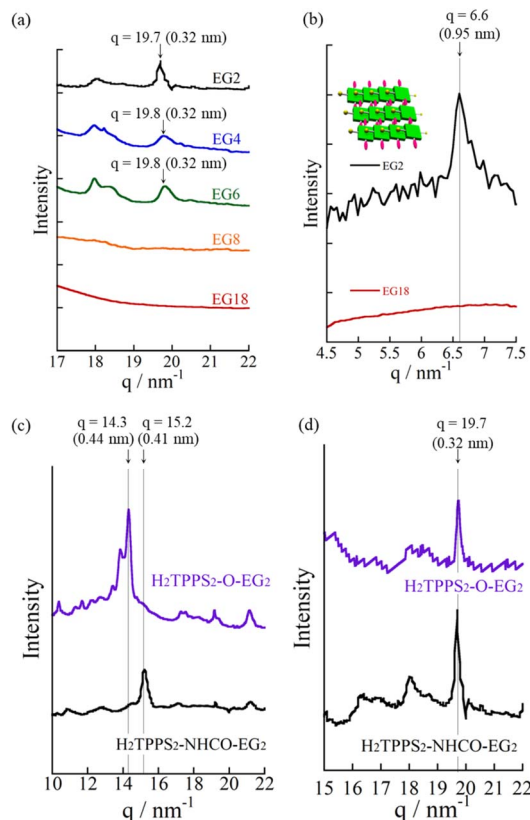 (a)
q = 19.7 (0.32 nm)
EG2
q = 19.8 (0.32 nm)
EG4
q = 19.8 (0.32 nm)
EG6
EG8
EG18
Intensity
17 18 19 20 21 22
q / nm⁻¹
(b)
q = 6.6
(0.95 nm)
EG2
EG18
Intensity
4.5 5 5.5 6 6.5 7 7.5
q / nm⁻¹
(c)
q = 14.3 q = 15.2
(0.44 nm) (0.41 nm)
H₂TPPS₂-O-EG₂
H₂TPPS₂-NHCO-EG₂
Intensity
10 12 14 16 18 20 22
q / nm⁻¹
(d)
q = 19.7
(0.32 nm)
H₂TPPS₂-O-EG₂
H₂TPPS₂-NHCO-EG₂
Intensity
15 16 17 18 19 20 21 22
q / nm⁻¹